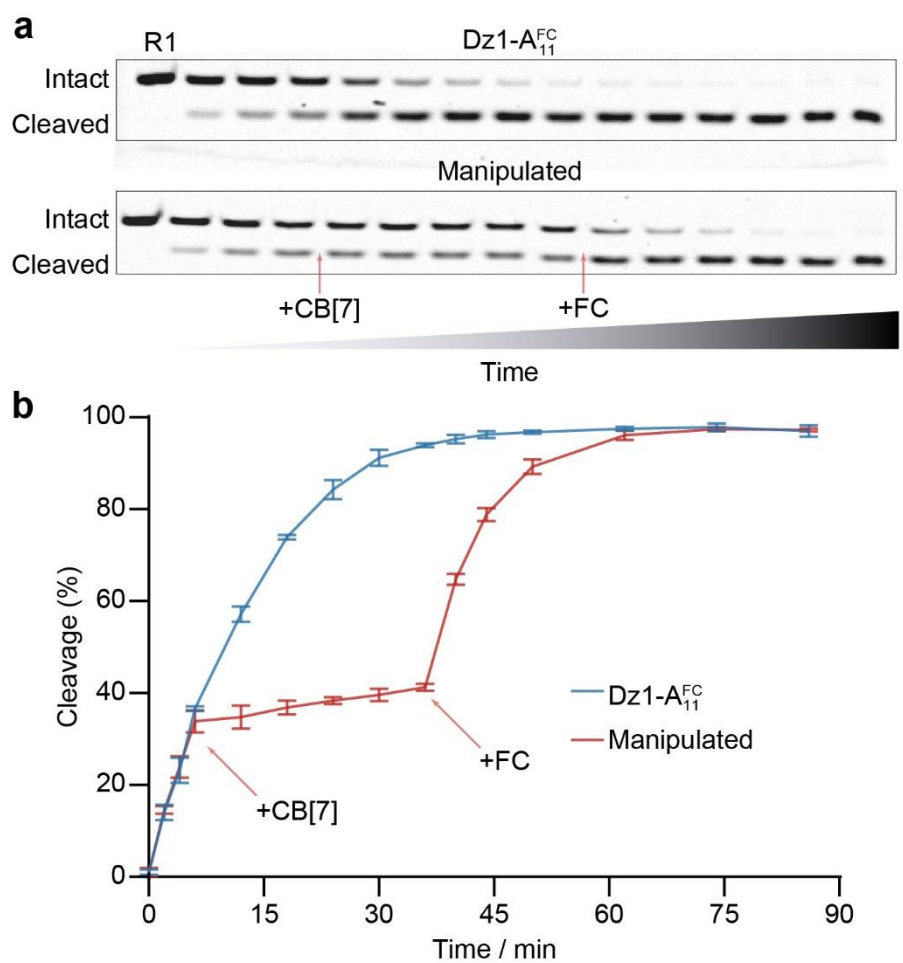 a
R1 Dz1-A₁₁ᶠᶜ
Intact
Cleaved
Manipulated
Intact
Cleaved
+CB[7] +FC
Time
b
100
80
60
40
20
0
Cleavage (%)
+CB[7]
+FC
Dz1-A₁₁ᶠᶜ
Manipulated
0 15 30 45 60 75 90
Time / min